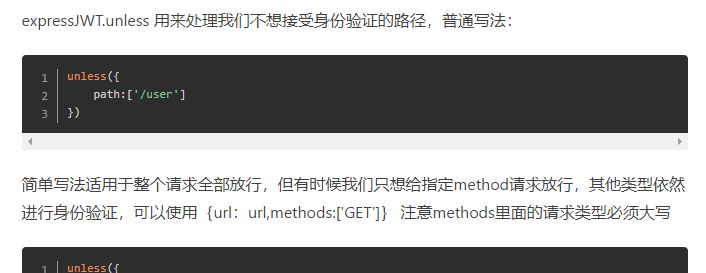 expressJWT.unless 用来处理我们不想接受身份验证的路径，普通写法：
1 unless({
2 path:['/user']
3 })
简单写法适用于整个请求全部放行，但有时候我们只想给指定method请求放行，其他类型依然
进行身份验证，可以使用｛url：url,methods:['GET']｝ 注意methods里面的请求类型必须大写
1 unless({